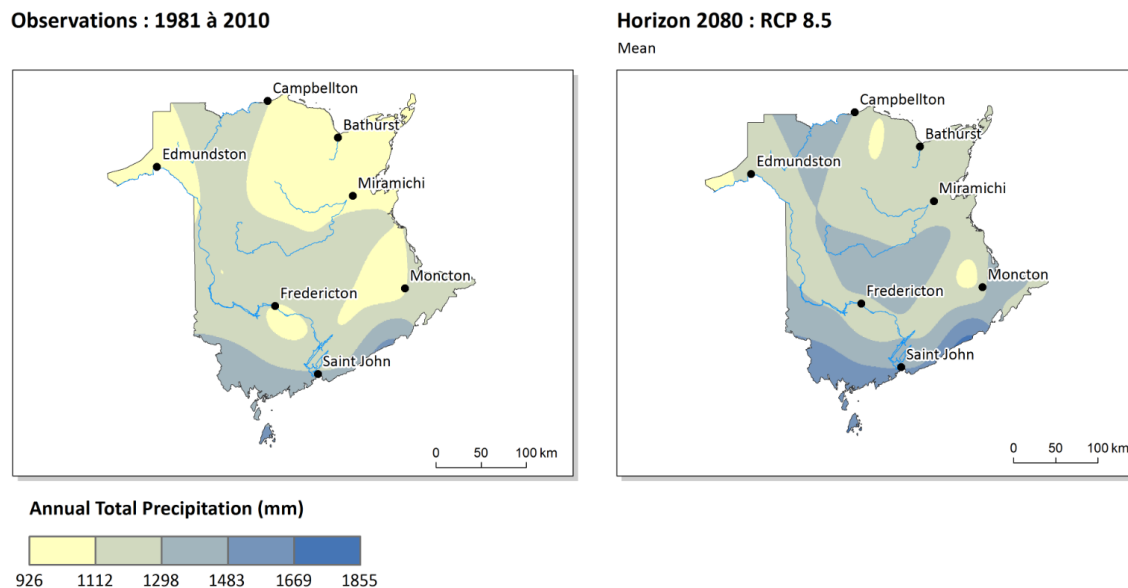 Observations : 1981 à 2010
Campbellton
Bathurst
Edmundston
Miramichi
Moncton
Fredericton
Saint John
0 50 100 km
Horizon 2080 : RCP 8.5
Mean
Campbellton
Bathurst
Edmundston
Miramichi
Moncton
Fredericton
Saint John
0 50 100 km
Annual Total Precipitation (mm)
926 1112 1298 1483 1669 1855